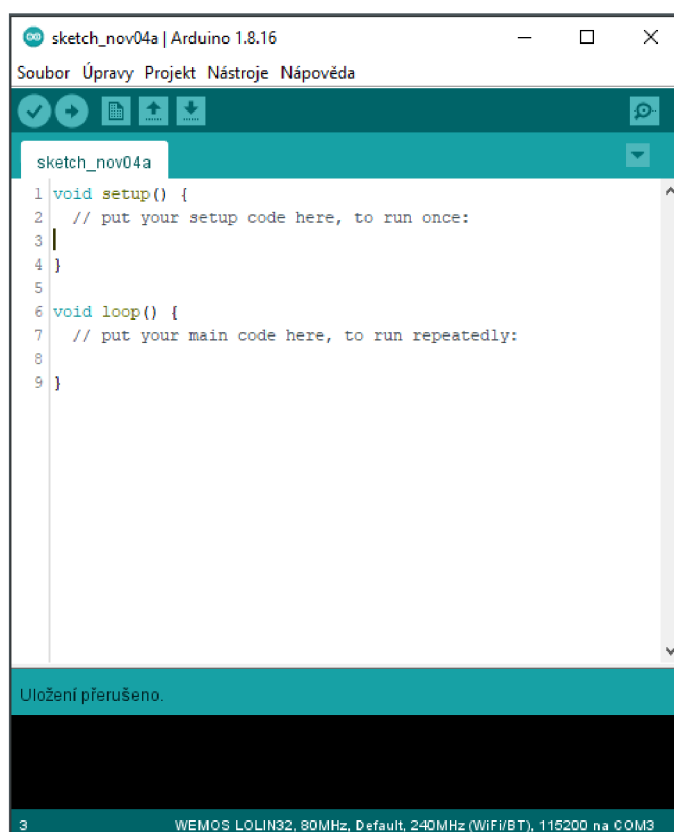 sketch_nov04a | Arduino 1.8.16
Soubor Úpravy Projekt Nástroje Nápověda
sketch_nov04a
1 void setup() {
2   // put your setup code here, to run once:
3
4 }
5
6 void loop() {
7   // put your main code here, to run repeatedly:
8
9 }
Uložení přerušeno.
3 WEMOS LOLIN32, 80MHz, Default, 240MHz (WiFi/BT), 115200 na COM3